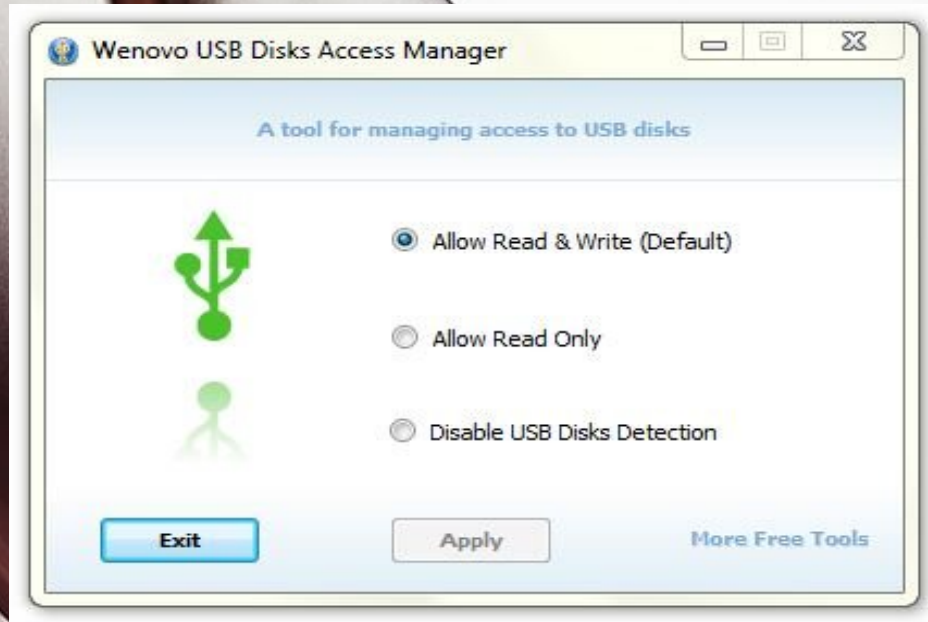 Wenovo USB Disks Access Manager
A tool for managing access to USB disks
Allow Read & Write (Default)
Allow Read Only
Disable USB Disks Detection
Exit
Apply
More Free Tools